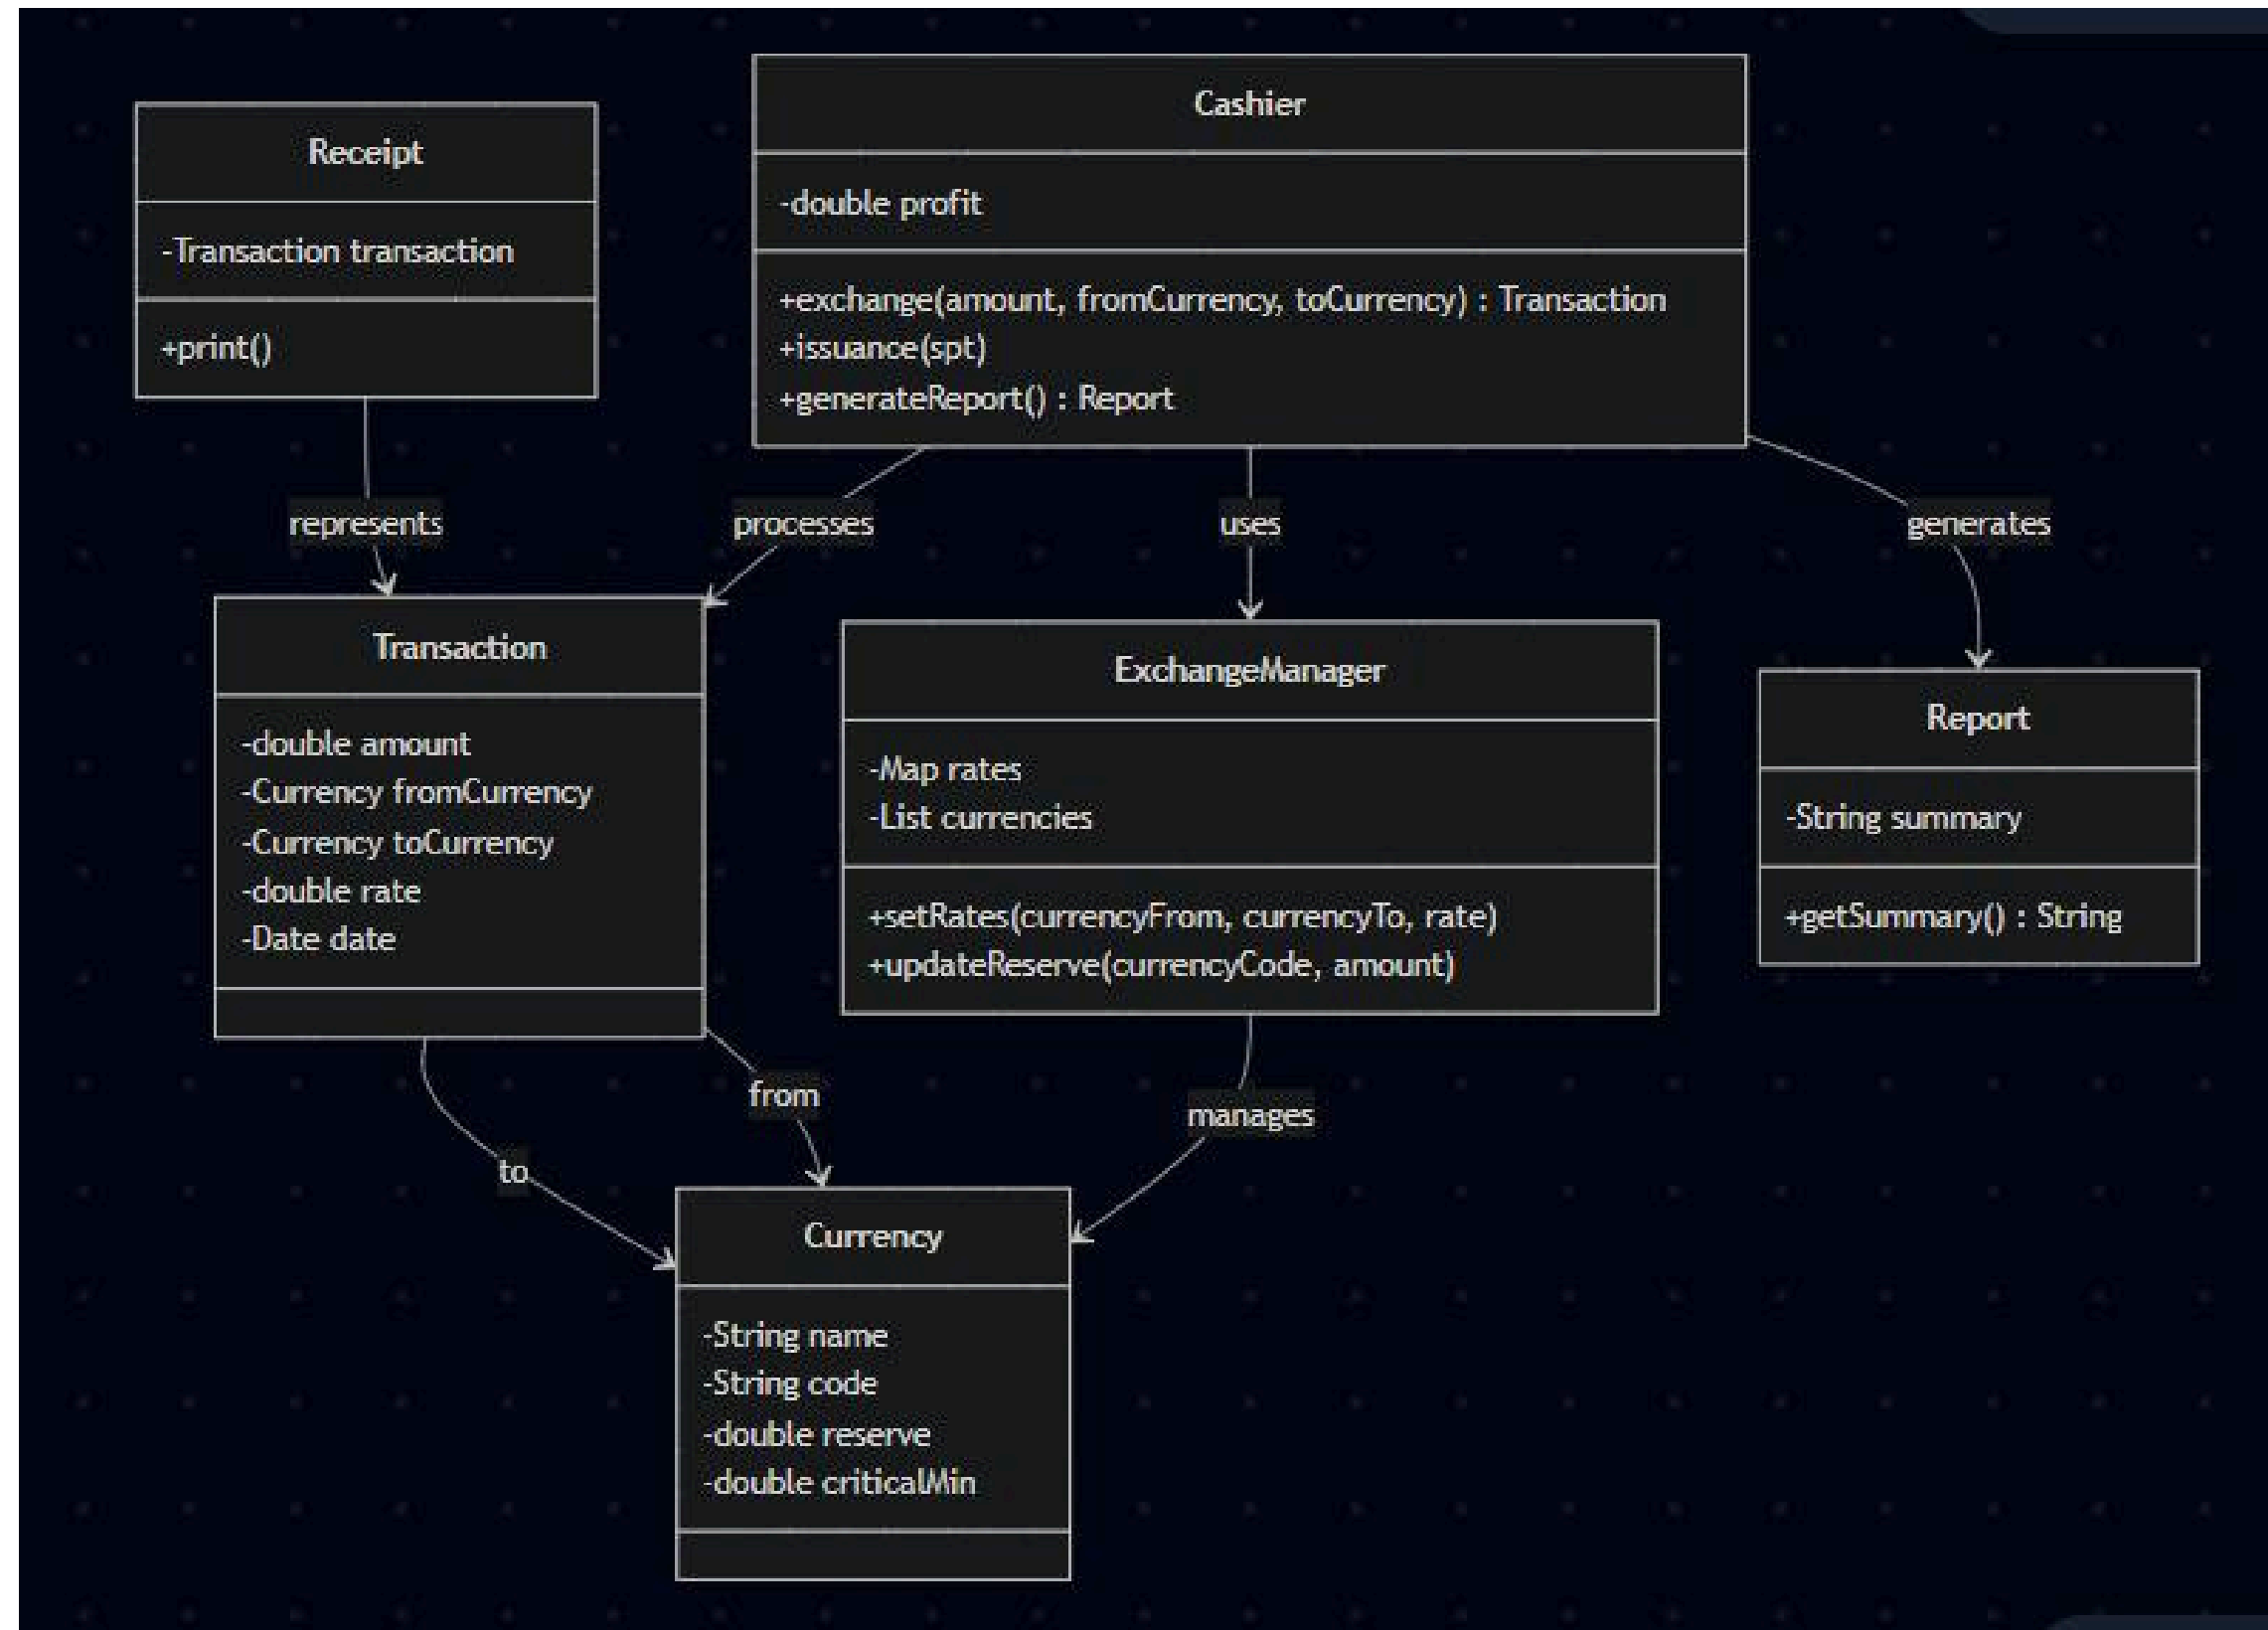 Receipt
-Transaction transaction
+print()
Cashier
-double profit
+exchange(amount, fromCurrency, toCurrency) : Transaction
+issuance(spt)
+generateReport() : Report
represents
processes
uses
generates
Transaction
-double amount
-Currency fromCurrency
-Currency toCurrency
-double rate
-Date date
ExchangeManager
-Map rates
-List currencies
+setRates(currencyFrom, currencyTo, rate)
+updateReserve(currencyCode, amount)
Report
-String summary
+getSummary() : String
from
manages
to
Currency
-String name
-String code
-double reserve
-double criticalMin